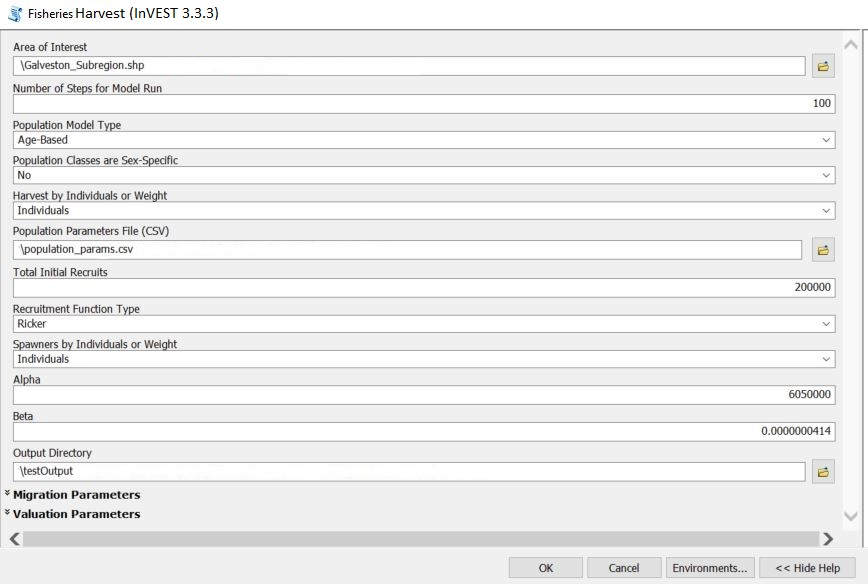 Fisheries Harvest (InVEST 3.3.3)
Area of Interest
\Galveston_Subregion.shp
Number of Steps for Model Run
100
Population Model Type
Age-Based
Population Classes are Sex-Specific
No
Harvest by Individuals or Weight
Individuals
Population Parameters File (CSV)
\population_params.csv
Total Initial Recruits
200000
Recruitment Function Type
Ricker
Spawners by Individuals or Weight
Individuals
Alpha
6050000
Beta
0.0000000414
Output Directory
\testOutput
Migration Parameters
Valuation Parameters
OK Cancel Environments... << Hide Help